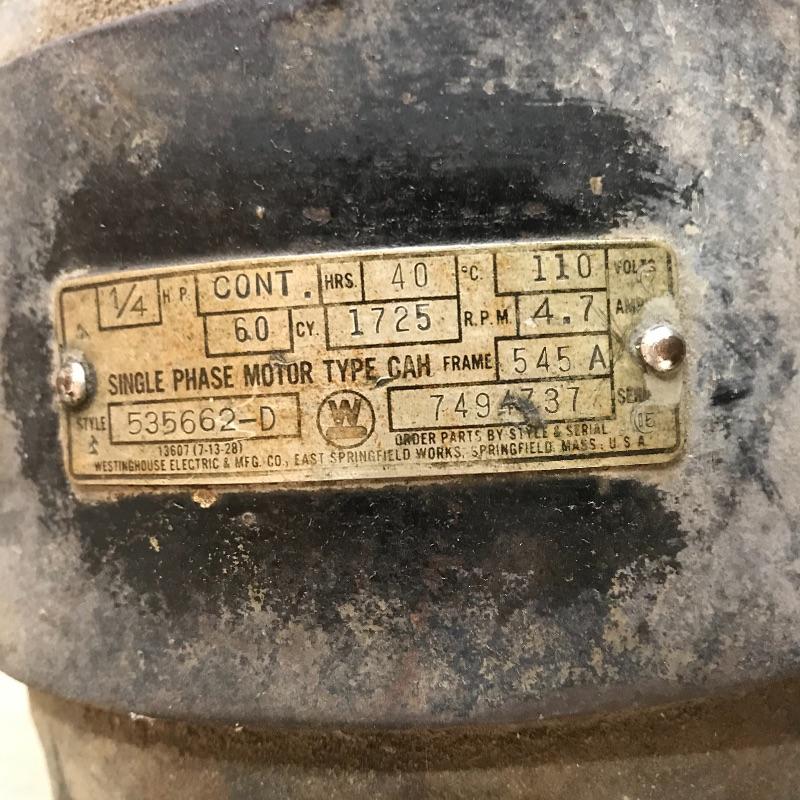 1/4 H.P. CONT. HRS. 40 °C. 110 VOLTS
60 CY. 1725 R.P.M. 4.7 AMP
SINGLE PHASE MOTOR TYPE CAH FRAME 545 A
STYLE 535662-D W 7494737 SERI
13607 (7-13-28) ORDER PARTS BY STYLE & SERIAL
WESTINGHOUSE ELECTRIC & MFG. CO., EAST SPRINGFIELD WORKS, SPRINGFIELD, MASS., U.S.A.